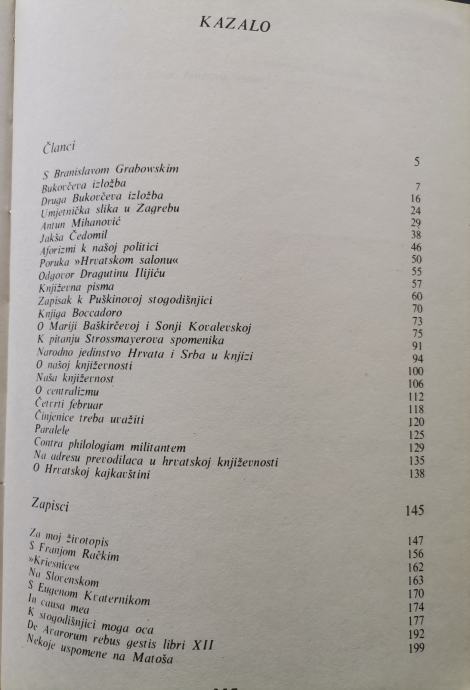 KAZALO
Članci 5
S Branislavom Grabowskim 7
Bukovčeva izložba 16
Druga Bukovčeva izložba 24
Umjetnička slika u Zagrebu 29
Antun Mihanović 38
Jakša Čedomil 46
Aforizmi k našoj politici 50
Poruka »Hrvatskom salonu« 55
Odgovor Dragutinu Ilijiću 57
Književna pisma 60
Zapisak k Puškinovoj stogodišnjici 70
Knjiga Boccadoro 73
O Mariji Baškirčevoj i Sonji Kovalevskoj 75
K pitanju Strossmayerova spomenika 91
Narodno jedinstvo Hrvata i Srba u knjizi 94
O našoj književnosti 100
Naša književnost 106
O centralizmu 112
Četvrti februar 118
Činjenice treba uvažiti 120
Paralele 125
Contra philologiam militantem 129
Na adresu prevodilaca u hrvatskoj književnosti 135
O Hrvatskoj kajkavštini 138
Zapisci 145
Za moj životopis 147
S Franjom Račkim 156
»Kriesnice« 162
Na Slovenskom 163
S Eugenom Kvaternikom 170
In causa mea 174
K stogodišnjici moga oca 177
De Avarorum rebus gestis libri XII 192
Nekoje uspomene na Matoša 199